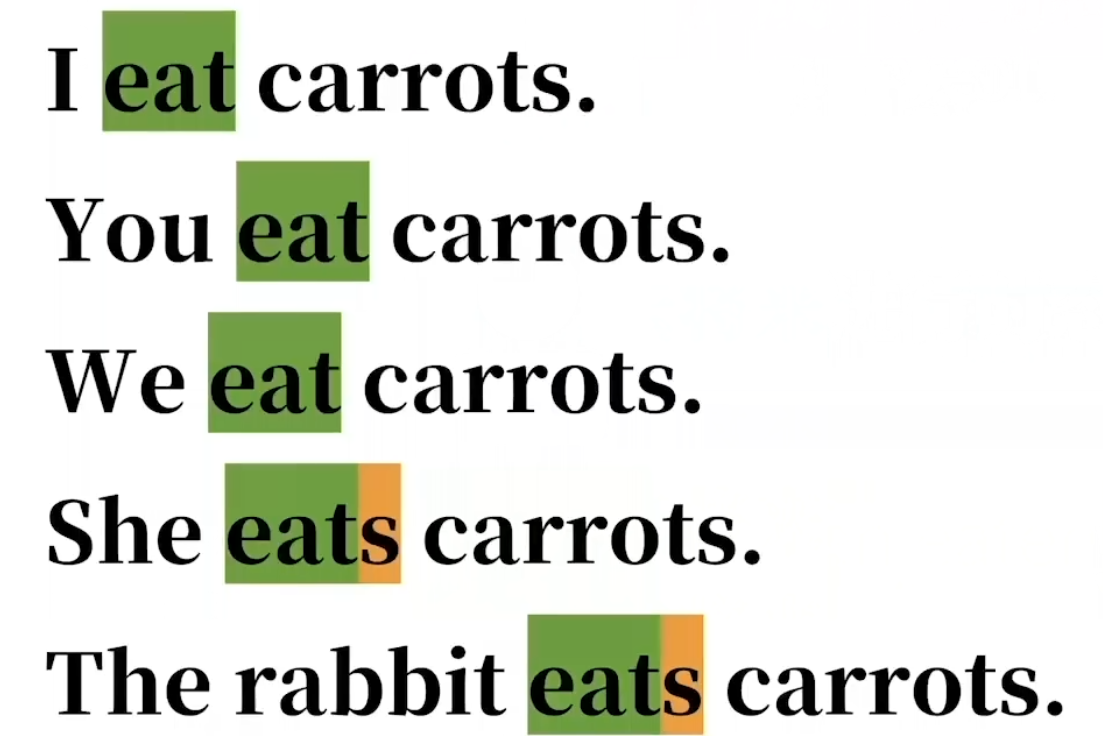 I eat carrots.
You eat carrots.
We eat carrots.
She eats carrots.
The rabbit eats carrots.